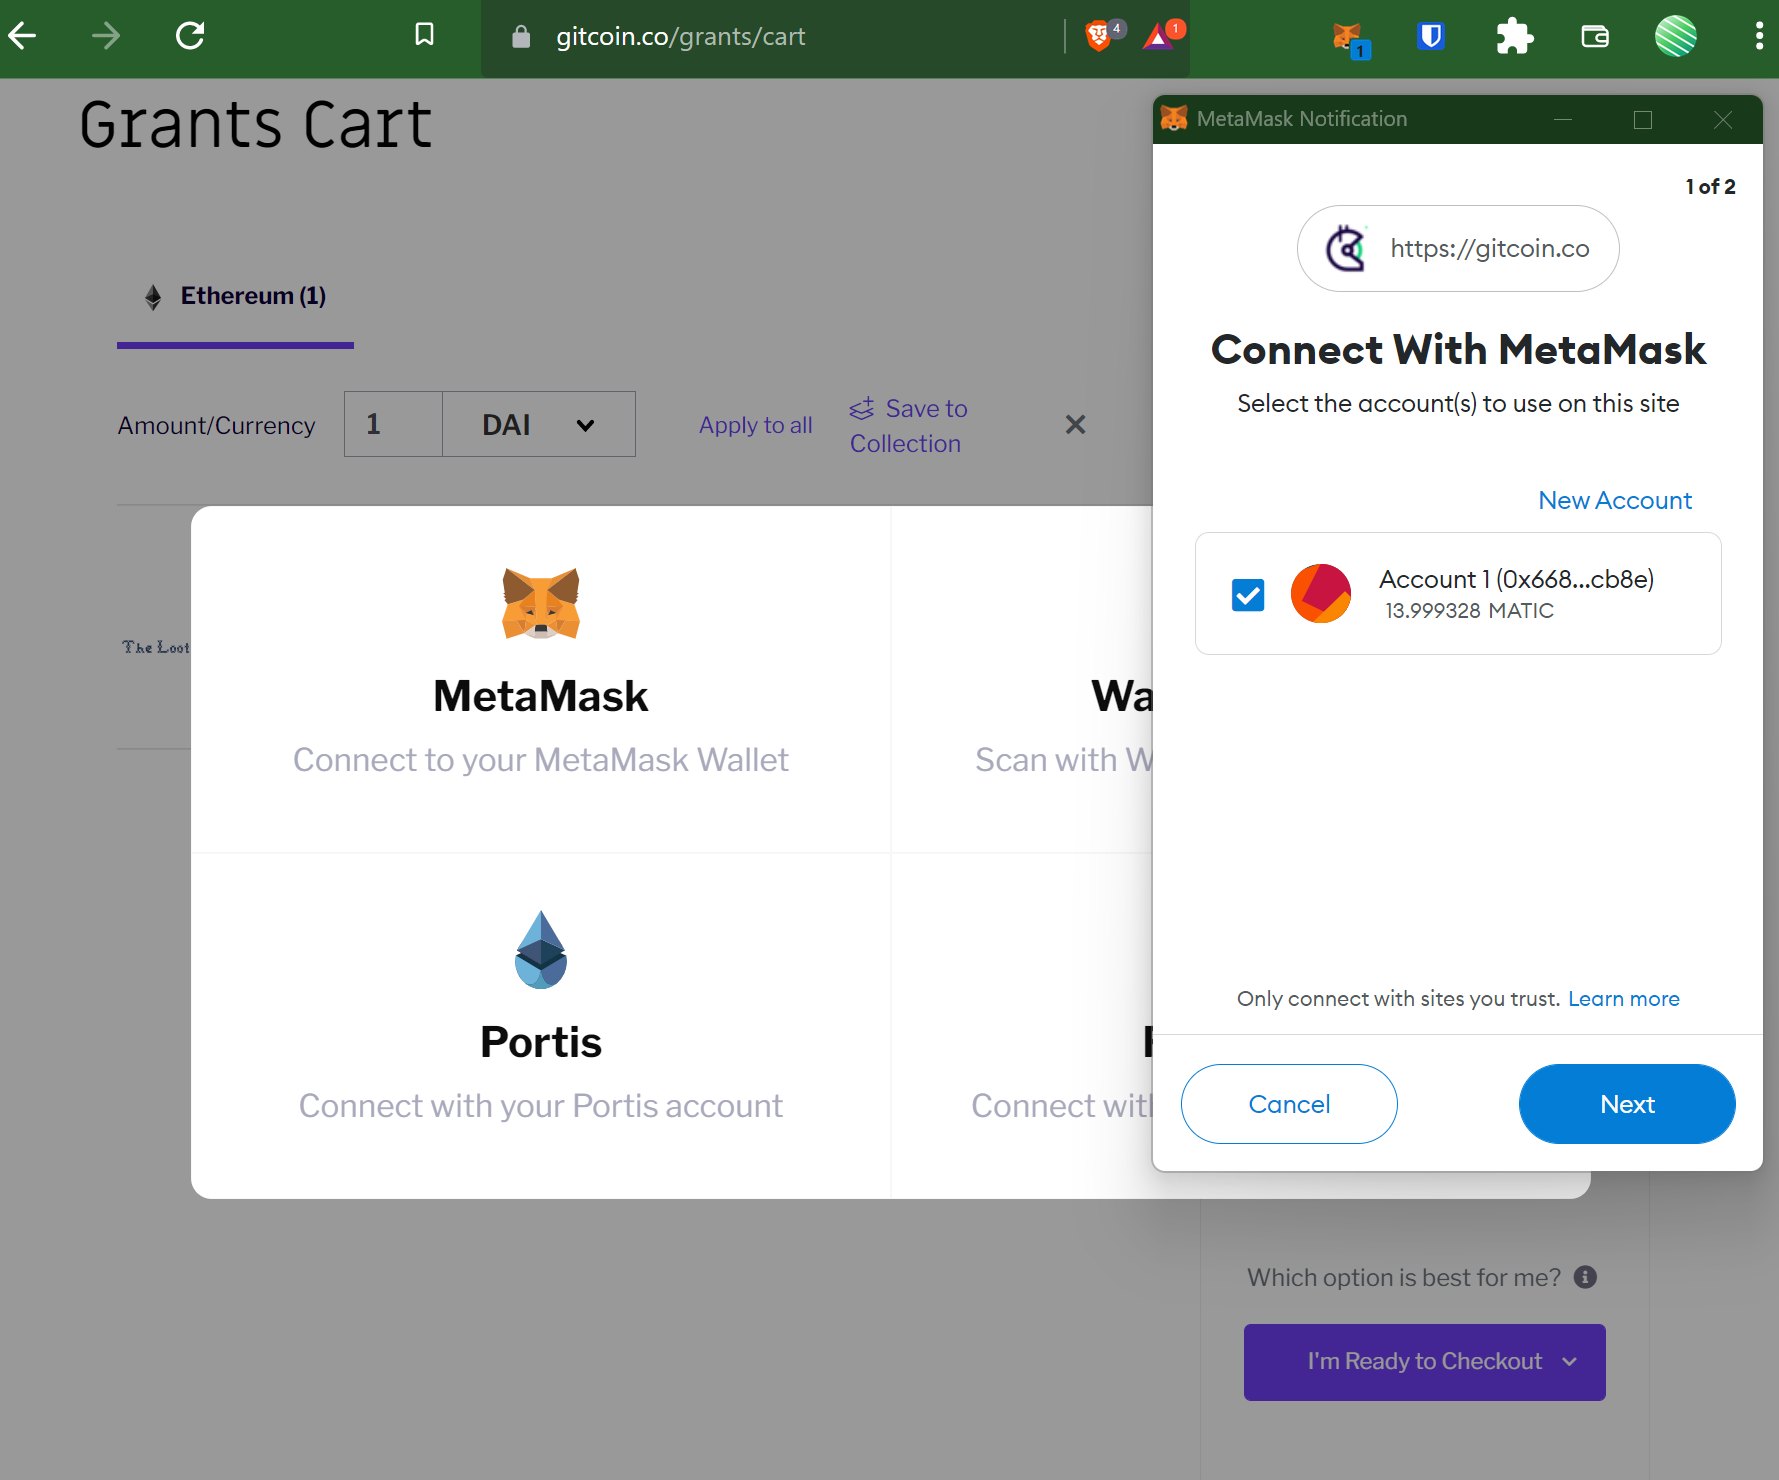 gitcoin.co/grants/cart
4
1
1
Grants Cart
Ethereum (1)
Amount/Currency
1
DAI
Apply to all
Save to
Collection
The Loot
MetaMask
Connect to your MetaMask Wallet
Wa
Scan with W
Portis
Connect with your Portis account
Connect with
MetaMask Notification
1 of 2
https://gitcoin.co
Connect With MetaMask
Select the account(s) to use on this site
New Account
Account 1 (0x668...cb8e)
13.999328 MATIC
Only connect with sites you trust. Learn more
Cancel
Next
Which option is best for me?
I'm Ready to Checkout